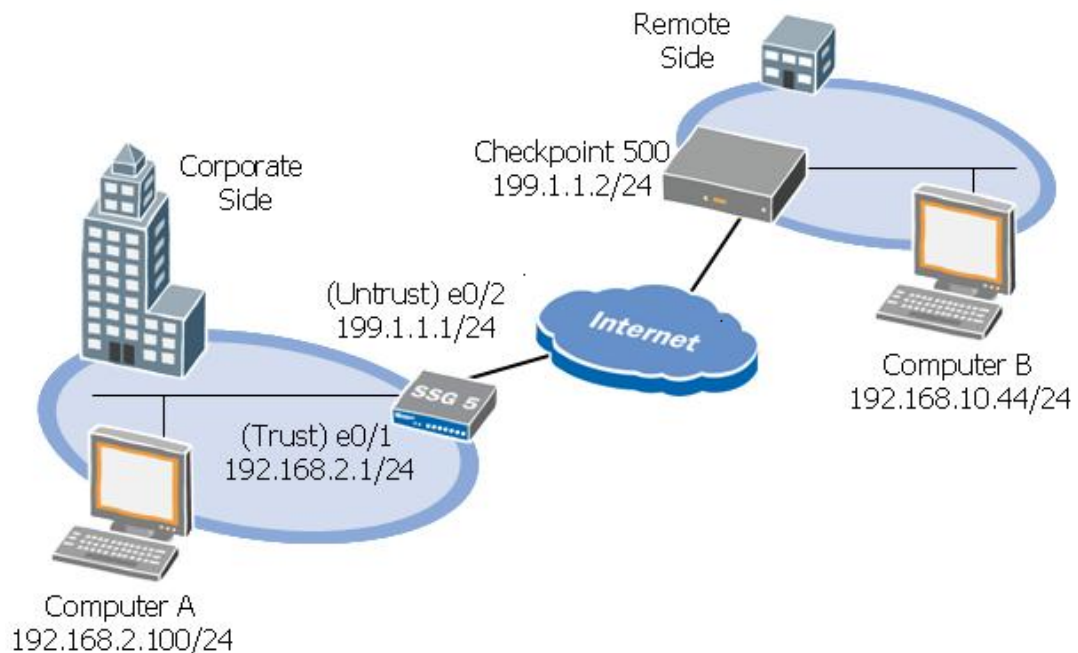 Remote
Side
Checkpoint 500
199.1.1.2/24
Corporate
Side
(Untrust) e0/2
199.1.1.1/24
Internet
Computer B
192.168.10.44/24
SSG 5
(Trust) e0/1
192.168.2.1/24
Computer A
192.168.2.100/24